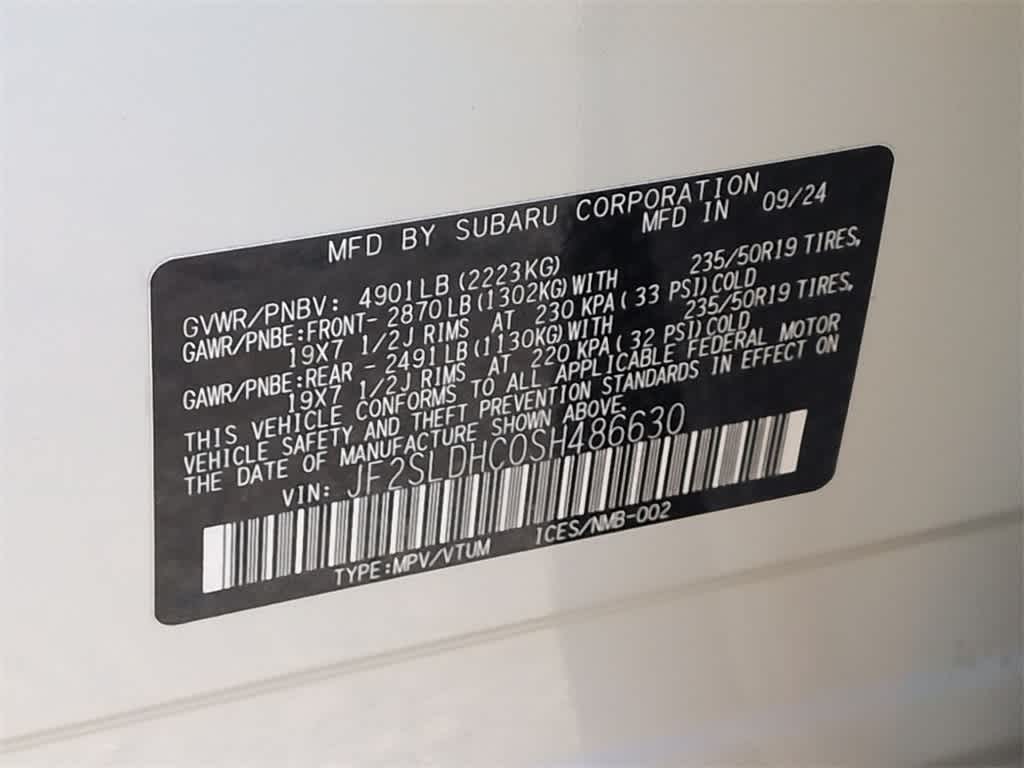 MFD BY SUBARU CORPORATION
MFD IN 09/24
GVWR/PNBV: 4901LB(2223KG)
GAWR/PNBE:FRONT- 2870LB(1302KG)WITH 235/50R19 TIRES,
19X7 1/2J RIMS AT 230 KPA( 33 PSI)COLD
GAWR/PNBE:REAR - 2491LB(1130KG)WITH 235/50R19 TIRES,
19X7 1/2J RIMS AT 220 KPA( 32 PSI)COLD
THIS VEHICLE CONFORMS TO ALL APPLICABLE FEDERAL MOTOR
VEHICLE SAFETY AND THEFT PREVENTION STANDARDS IN EFFECT ON
THE DATE OF MANUFACTURE SHOWN ABOVE.
VIN: JF2SLDHC0SH486630
TYPE:MPV/VTUM ICES/NMB-002